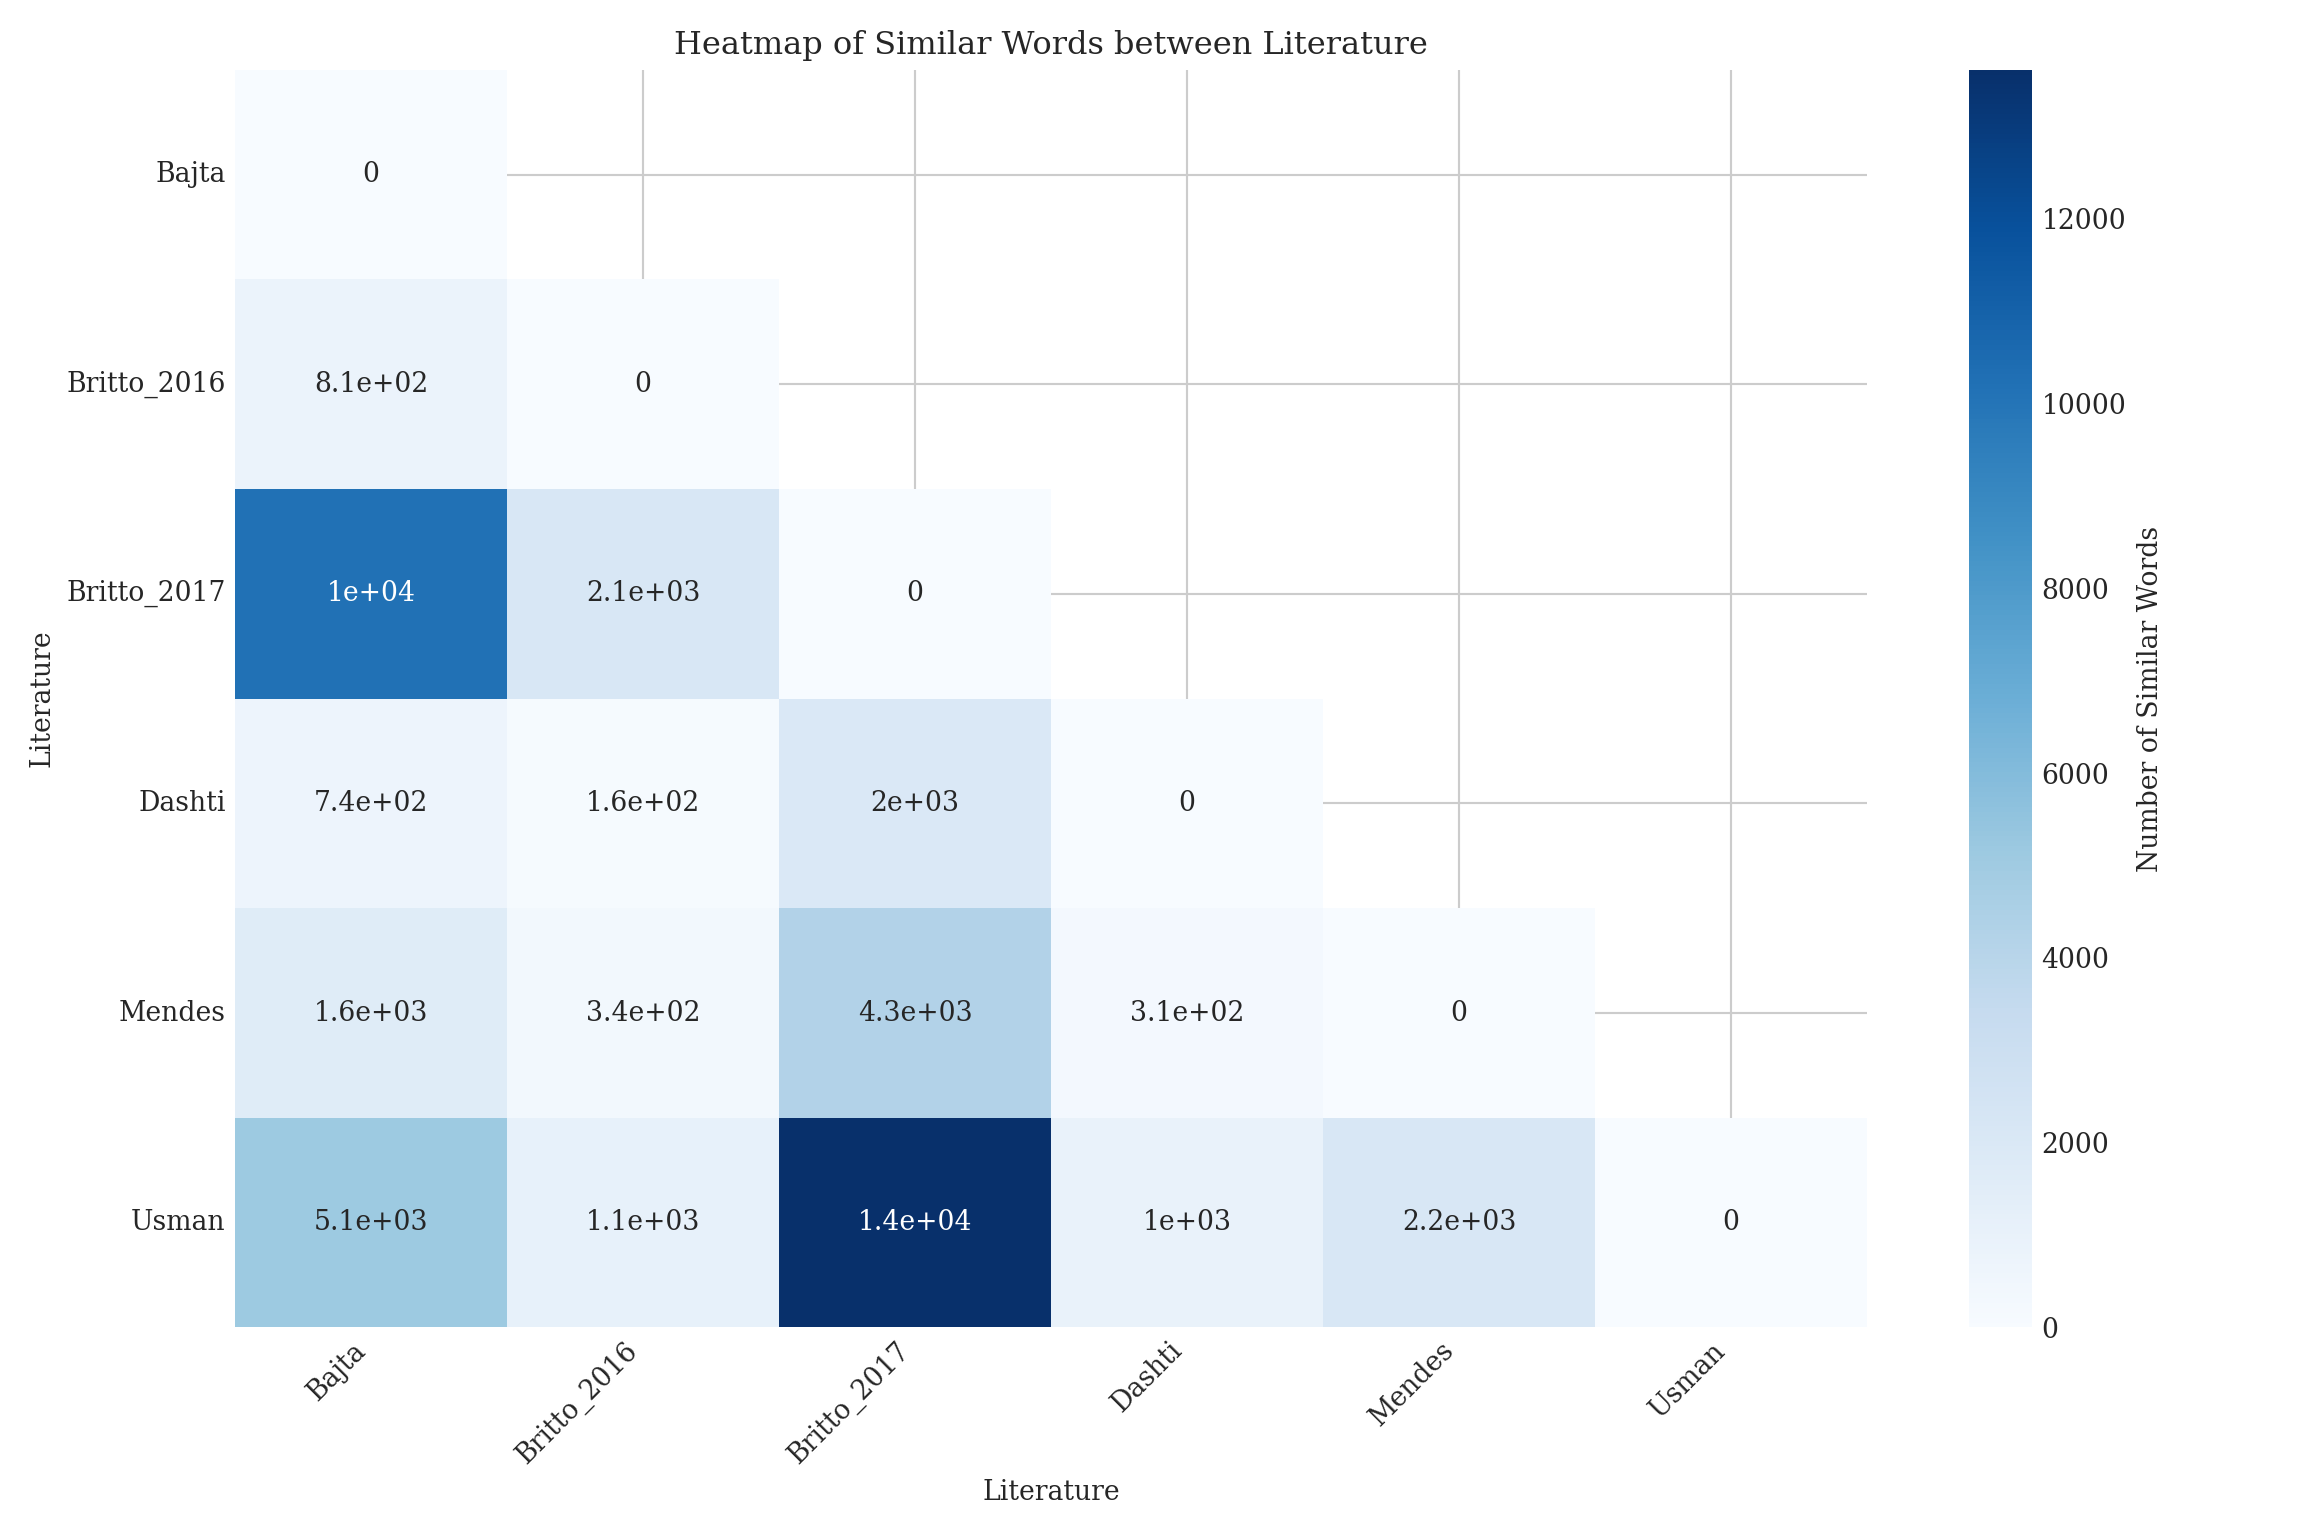 Heatmap of Similar Words between Literature
Bajta
0
12000
Britto_2016
8.1e+02
0
10000
Britto_2017
1e+04
2.1e+03
0
8000
Dashti
7.4e+02
1.6e+02
2e+03
0
6000
Mendes
1.6e+03
3.4e+02
4.3e+03
3.1e+02
0
4000
Usman
5.1e+03
1.1e+03
1.4e+04
1e+03
2.2e+03
0
2000
0
Literature
Number of Similar Words
Bajta
Britto_2016
Britto_2017
Dashti
Mendes
Usman
Literature